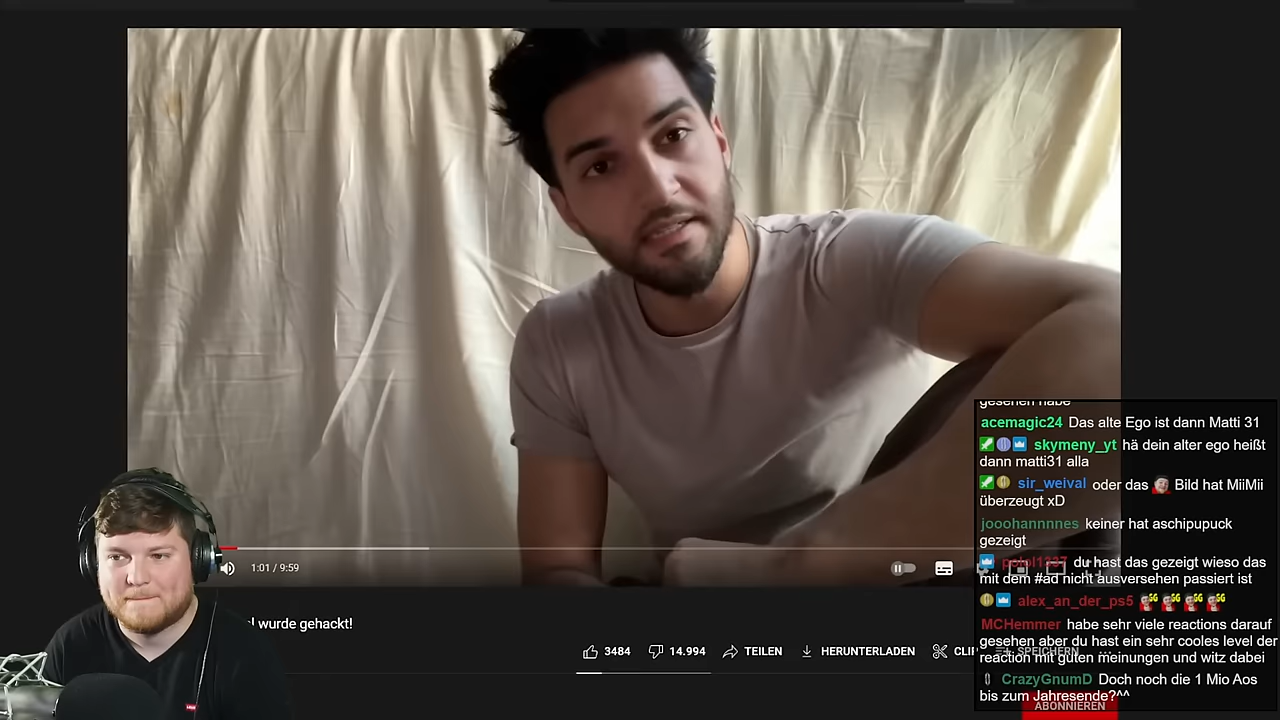 gesehen habe
acemagic24 Das alte Ego ist dann Matti 31
skymeny_yt hä dein alter ego heißt
dann matti31 alla
sir_weival oder das Bild hat MiiMii
überzeugt xD
jooohannnnes keiner hat aschipupuck
gezeigt
du hast das gezeigt wieso das
mit dem #ad nicht ausversehen passiert ist
alex_an_der_ps5
MCHemmer habe sehr viele reactions darauf
gesehen aber du hast ein sehr cooles level der
reaction mit guten meinungen und witz dabei
CrazyGnumD Doch noch die 1 Mio Aos
bis zum Jahresende?^^
1:01 / 9:59
wurde gehackt!
3484 14.994 TEILEN HERUNTERLADEN CLIP SPEICHERN
ABONNIEREN